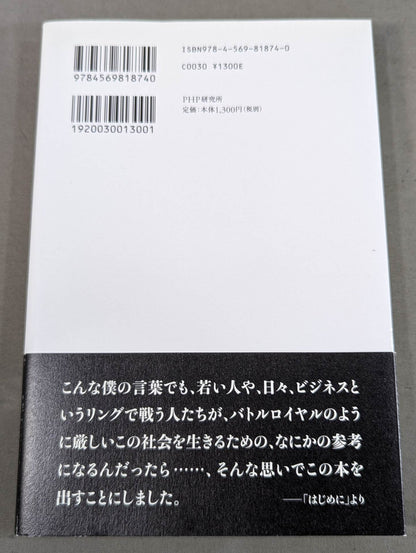 ISBN978-4-569-81874-0
C0030 ¥1300E
9784569818740
PHP研究所
定価：本体1,300円（税別）
1920030013001
こんな僕の言葉でも、若い人や、日々、ビジネスと
いうリングで戦う人たちが、バトルロイヤルのよう
に厳しいこの社会を生きるための、なにかの参考
になるんだったら……、そんな思いでこの本を
出すことにしました。
——「はじめに」より